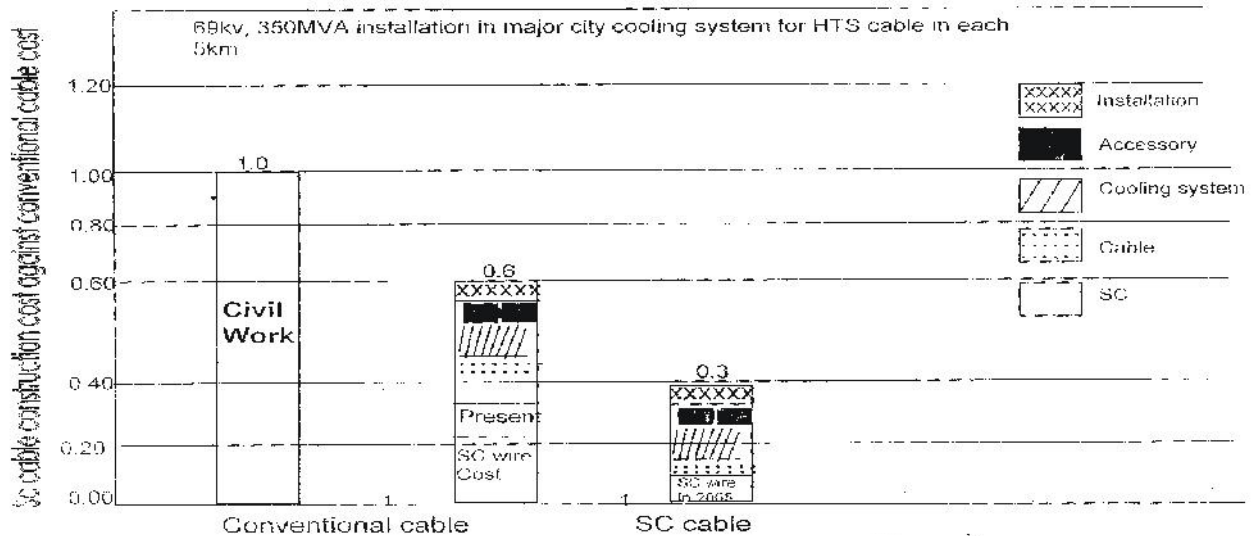 69kv, 350MVA installation in major city cooling system for HTS cable in each
5km
Sc cable construction cost against conventional cable cost
1.20
1.00
0.80
0.60
0.40
0.20
0.00
1.0
Civil
Work
0.6
Present
SC wire
Cost
0.3
SC wire
In 2005
1
1
Conventional cable
SC cable
Installation
Accessory
Cooling system
Cable
SC